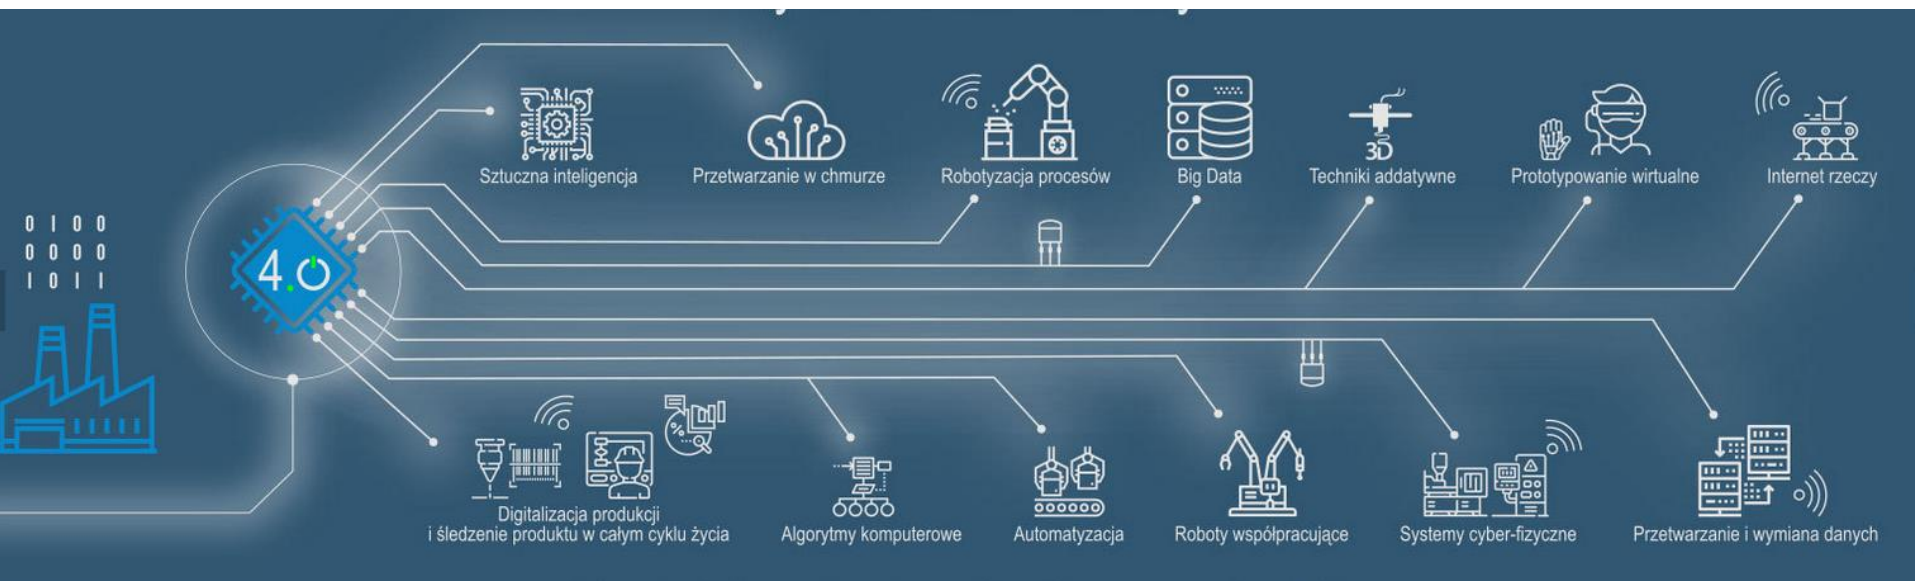 Sztuczna inteligencja
Przetwarzanie w chmurze
Robotyzacja procesów
Big Data
3D
Techniki addatywne
Prototypowanie wirtualne
Internet rzeczy
0 1 0 0
0 0 0 0
1 0 1 1
4.0
Digitalizacja produkcji
i śledzenie produktu w całym cyklu życia
Algorytmy komputerowe
Automatyzacja
Roboty współpracujące
Systemy cyber-fizyczne
Przetwarzanie i wymiana danych